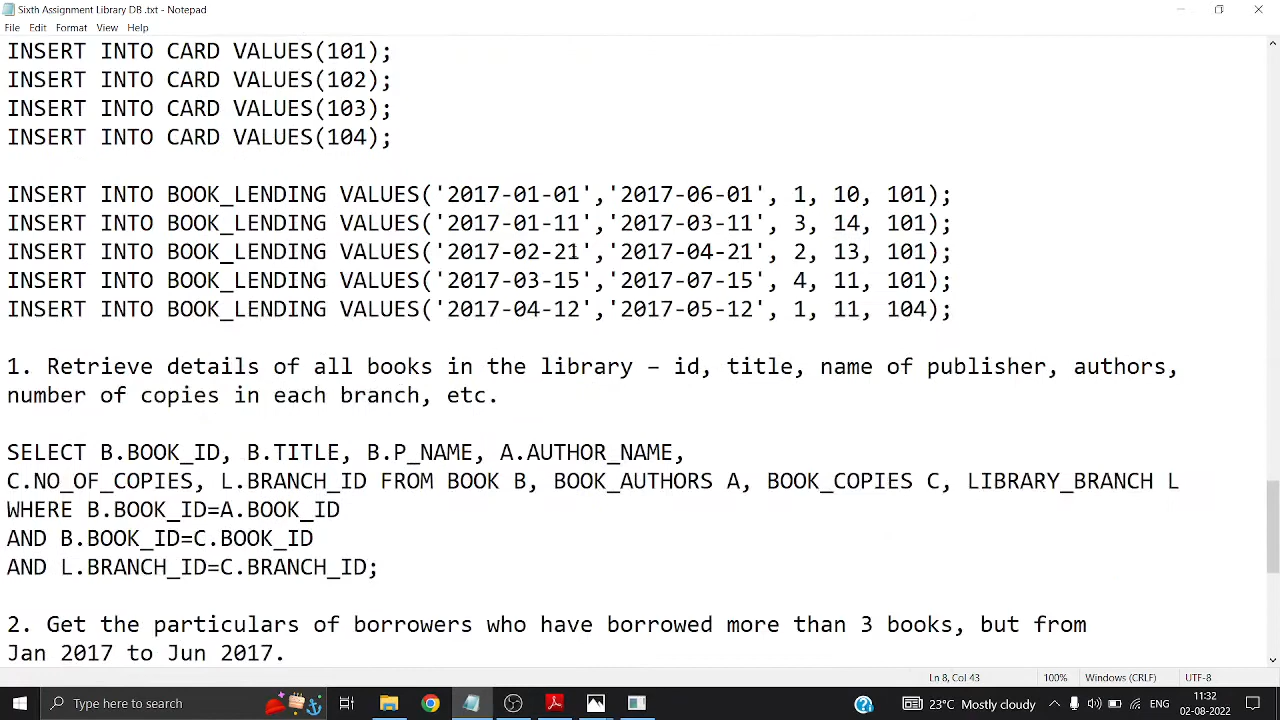 Sixth Assignment Library DB .txt - Notepad
File Edit Format View Help
INSERT INTO CARD VALUES(101);
INSERT INTO CARD VALUES(102);
INSERT INTO CARD VALUES(103);
INSERT INTO CARD VALUES(104);
INSERT INTO BOOK_LENDING VALUES('2017-01-01','2017-06-01', 1, 10, 101);
INSERT INTO BOOK_LENDING VALUES('2017-01-11','2017-03-11', 3, 14, 101);
INSERT INTO BOOK_LENDING VALUES('2017-02-21','2017-04-21', 2, 13, 101);
INSERT INTO BOOK_LENDING VALUES('2017-03-15','2017-07-15', 4, 11, 101);
INSERT INTO BOOK_LENDING VALUES('2017-04-12','2017-05-12', 1, 11, 104);
1. Retrieve details of all books in the library – id, title, name of publisher, authors,
number of copies in each branch, etc.
SELECT B.BOOK_ID, B.TITLE, B.P_NAME, A.AUTHOR_NAME,
C.NO_OF_COPIES, L.BRANCH_ID FROM BOOK B, BOOK_AUTHORS A, BOOK_COPIES C, LIBRARY_BRANCH L
WHERE B.BOOK_ID=A.BOOK_ID
AND B.BOOK_ID=C.BOOK_ID
AND L.BRANCH_ID=C.BRANCH_ID;
2. Get the particulars of borrowers who have borrowed more than 3 books, but from
Jan 2017 to Jun 2017.
Ln 8, Col 43 100% Windows (CRLF) UTF-8
Type here to search 23°C Mostly cloudy ENG 11:32
02-08-2022